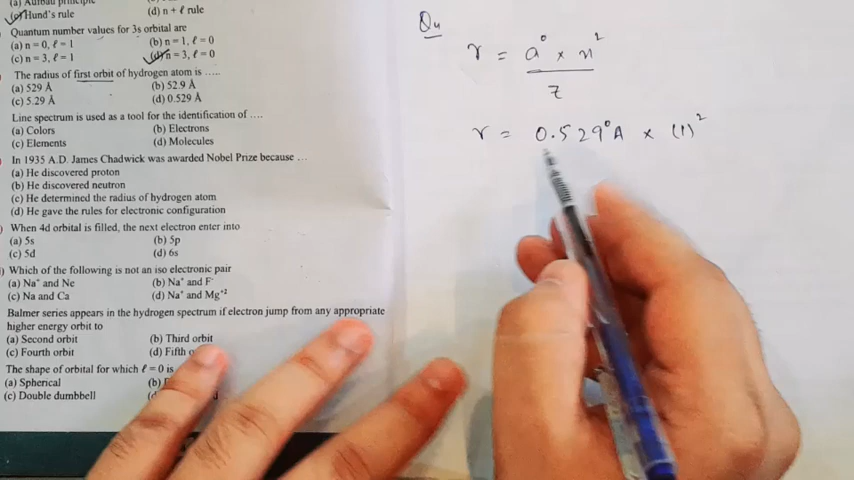 (a) Aufbau principle (d) n + ℓ rule
(c) Hund's rule
Quantum number values for 3s orbital are
(a) n = 0, ℓ = 1 (b) n = 1, ℓ = 0
(c) n = 3, ℓ = 1 (d) n = 3, ℓ = 0
The radius of first orbit of hydrogen atom is .....
(a) 529 Å (b) 52.9 Å
(c) 5.29 Å (d) 0.529 Å
Line spectrum is used as a tool for the identification of ....
(a) Colors (b) Electrons
(c) Elements (d) Molecules
In 1935 A.D. James Chadwick was awarded Nobel Prize because ...
(a) He discovered proton
(b) He discovered neutron
(c) He determined the radius of hydrogen atom
(d) He gave the rules for electronic configuration
When 4d orbital is filled, the next electron enter into
(a) 5s (b) 5p
(c) 5d (d) 6s
Which of the following is not an iso electronic pair
(a) Na⁺ and Ne (b) Na⁺ and F⁻
(c) Na and Ca (d) Na⁺ and Mg⁺²
Balmer series appears in the hydrogen spectrum if electron jump from any appropriate
higher energy orbit to
(a) Second orbit (b) Third orbit
(c) Fourth orbit (d) Fifth
The shape of orbital for which ℓ = 0 is
(a) Spherical (b)
(c) Double dumbbell
Q4
r = a° × n²
z
r = 0.529°A × (1)²